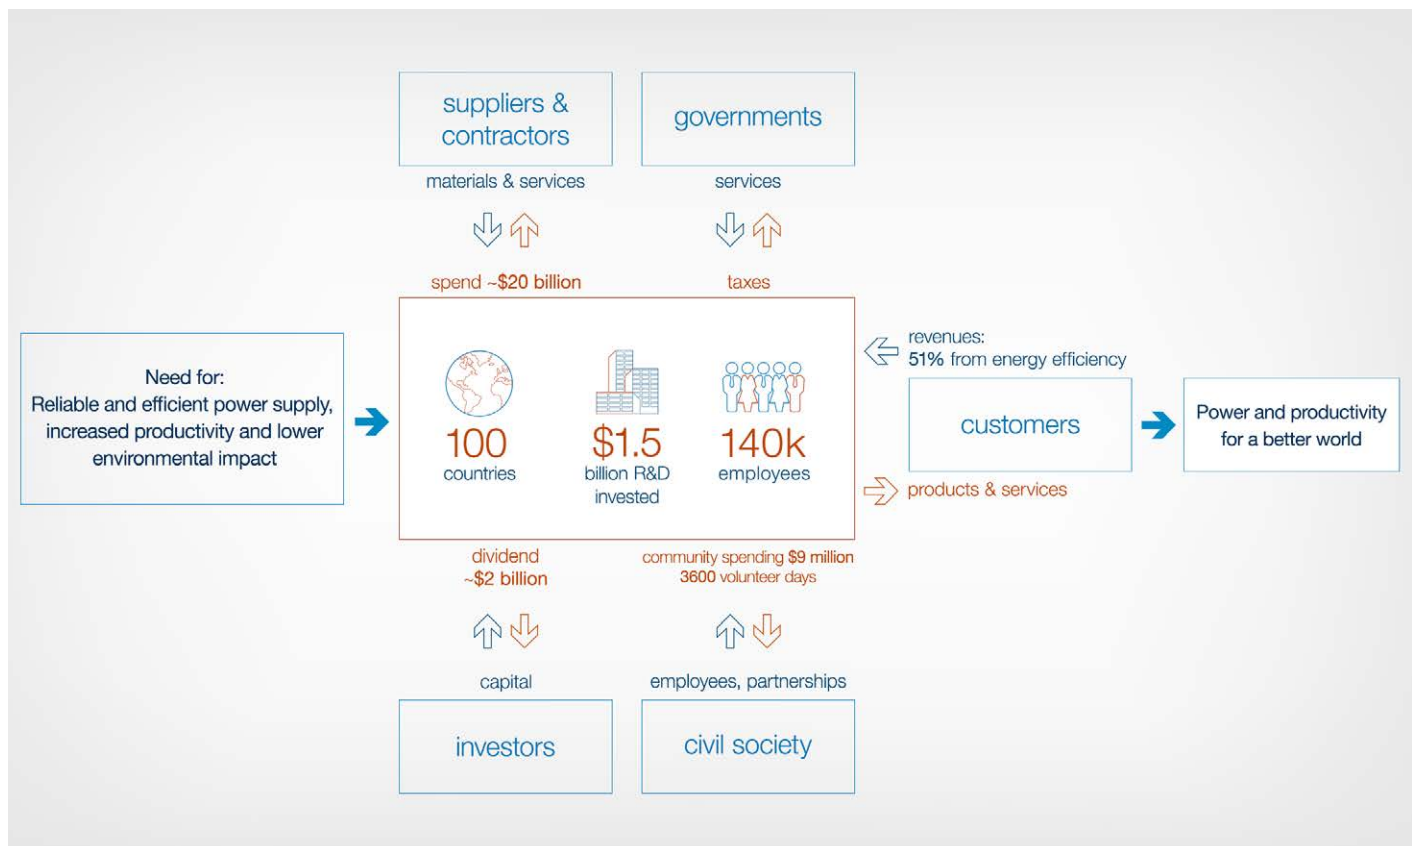 suppliers &
contractors
governments
materials & services
services
spend ~$20 billion
taxes
Need for:
Reliable and efficient power supply,
increased productivity and lower
environmental impact
100
countries
$1.5
billion R&D
invested
140k
employees
revenues:
51% from energy efficiency
customers
products & services
Power and productivity
for a better world
dividend
~$2 billion
community spending $9 million
3600 volunteer days
capital
employees, partnerships
investors
civil society